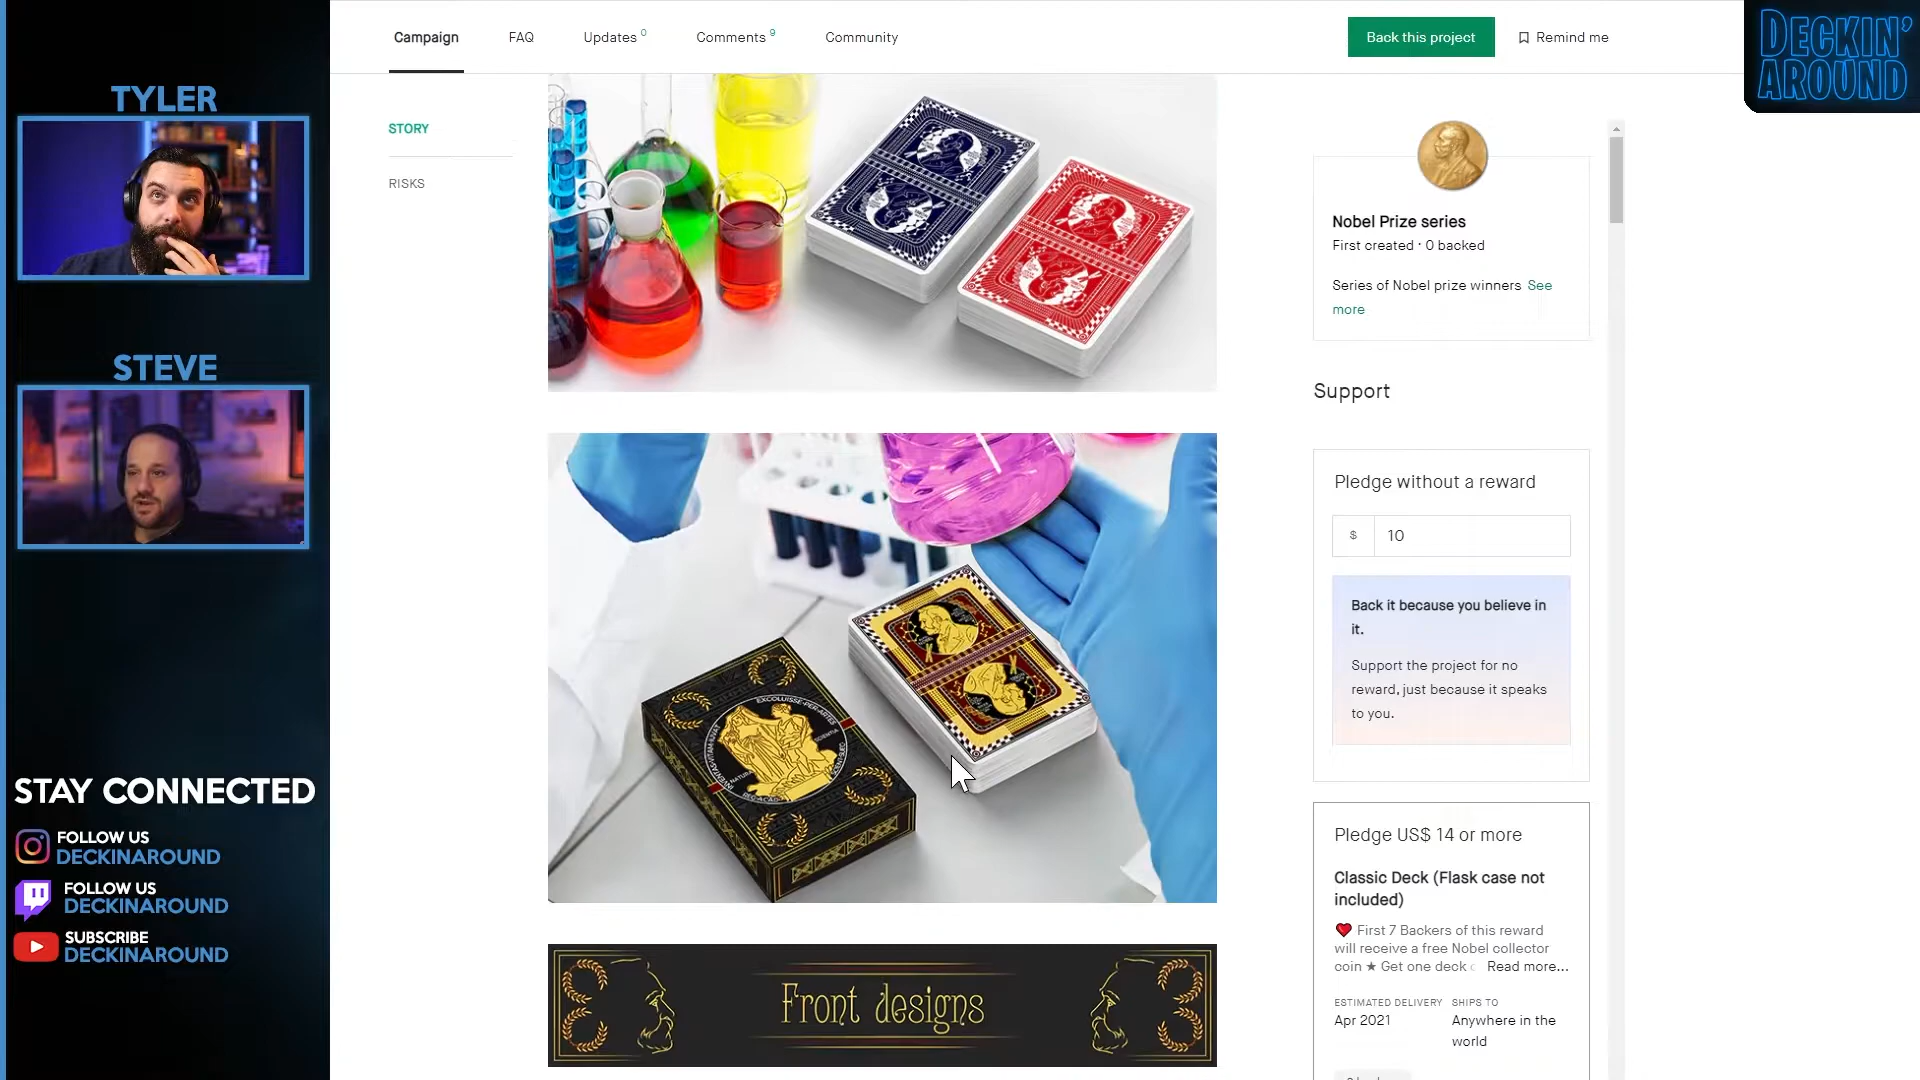 Campaign
FAQ
Updates 0
Comments 9
Community
Back this project
Remind me
DECKIN'
AROUND
TYLER
STEVE
STAY CONNECTED
FOLLOW US
DECKINAROUND
FOLLOW US
DECKINAROUND
SUBSCRIBE
DECKINAROUND
STORY
RISKS
EXCOLUISSE·PER·ARTES
NATURA
SCIENTIA
Front designs
Nobel Prize series
First created · 0 backed
Series of Nobel prize winners See
more
Support
Pledge without a reward
$ 10
Back it because you believe in
it.
Support the project for no
reward, just because it speaks
to you.
Pledge US$ 14 or more
Classic Deck (Flask case not
included)
❤️ First 7 Backers of this reward
will receive a free Nobel collector
coin ★ Get one deck Read more...
ESTIMATED DELIVERY
Apr 2021
SHIPS TO
Anywhere in the
world